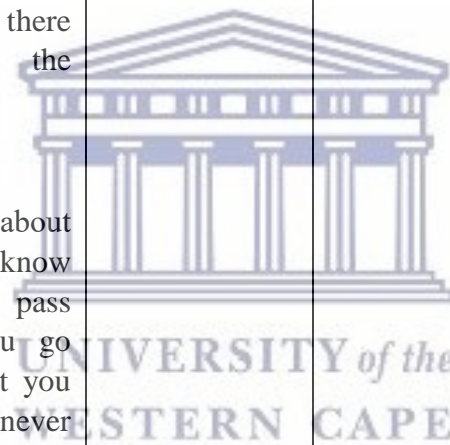 there
the
about
know
pass
u go
t you
never
UNIVERSITY of the
WESTERN CAPE